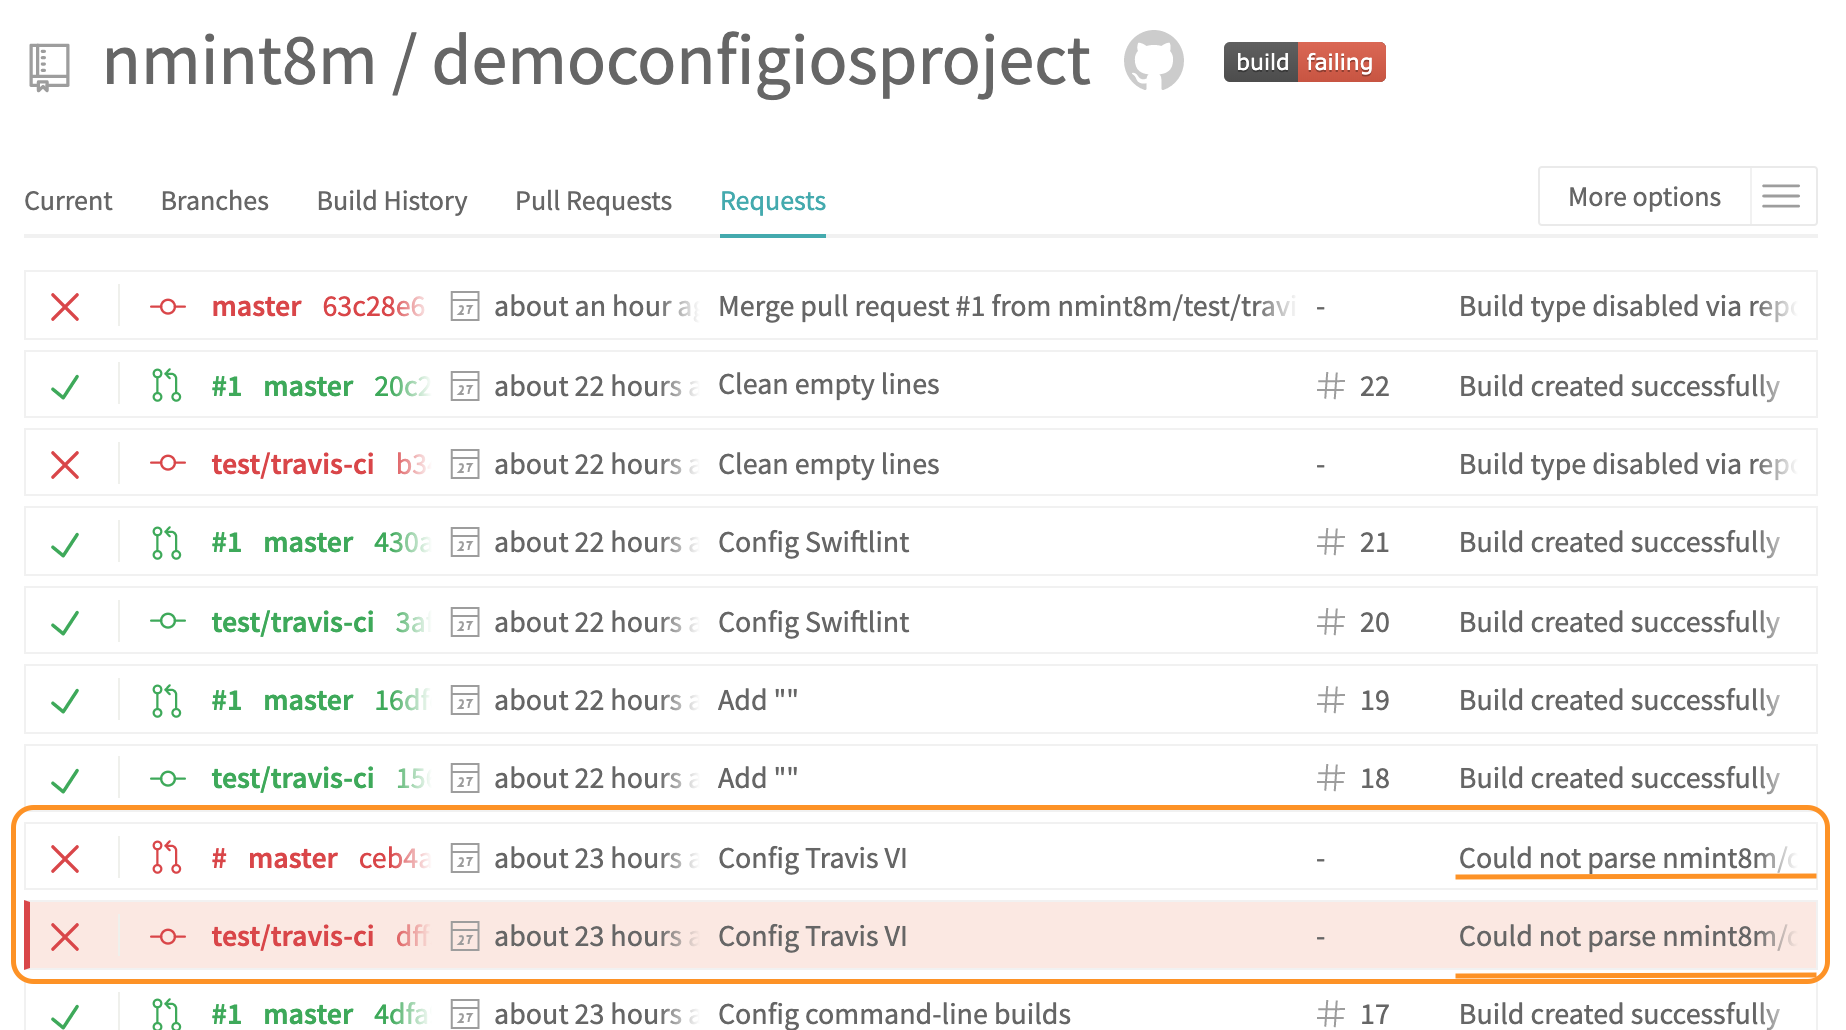 nmint8m / democonfigiosproject build failing
Current Branches Build History Pull Requests Requests More options
master 63c28e6 27 about an hour Merge pull request #1 from nmint8m/test/travi - Build type disabled via repo
#1 master 20c2 27 about 22 hours Clean empty lines # 22 Build created successfully
test/travis-ci b3 27 about 22 hours Clean empty lines - Build type disabled via repo
#1 master 430a 27 about 22 hours Config Swiftlint # 21 Build created successfully
test/travis-ci 3a 27 about 22 hours Config Swiftlint # 20 Build created successfully
#1 master 16df 27 about 22 hours Add "" # 19 Build created successfully
test/travis-ci 15 27 about 22 hours Add "" # 18 Build created successfully
# master ceb4a 27 about 23 hours Config Travis VI - Could not parse nmint8m/
test/travis-ci dff 27 about 23 hours Config Travis VI - Could not parse nmint8m/
#1 master 4dfa 27 about 23 hours Config command-line builds # 17 Build created successfully